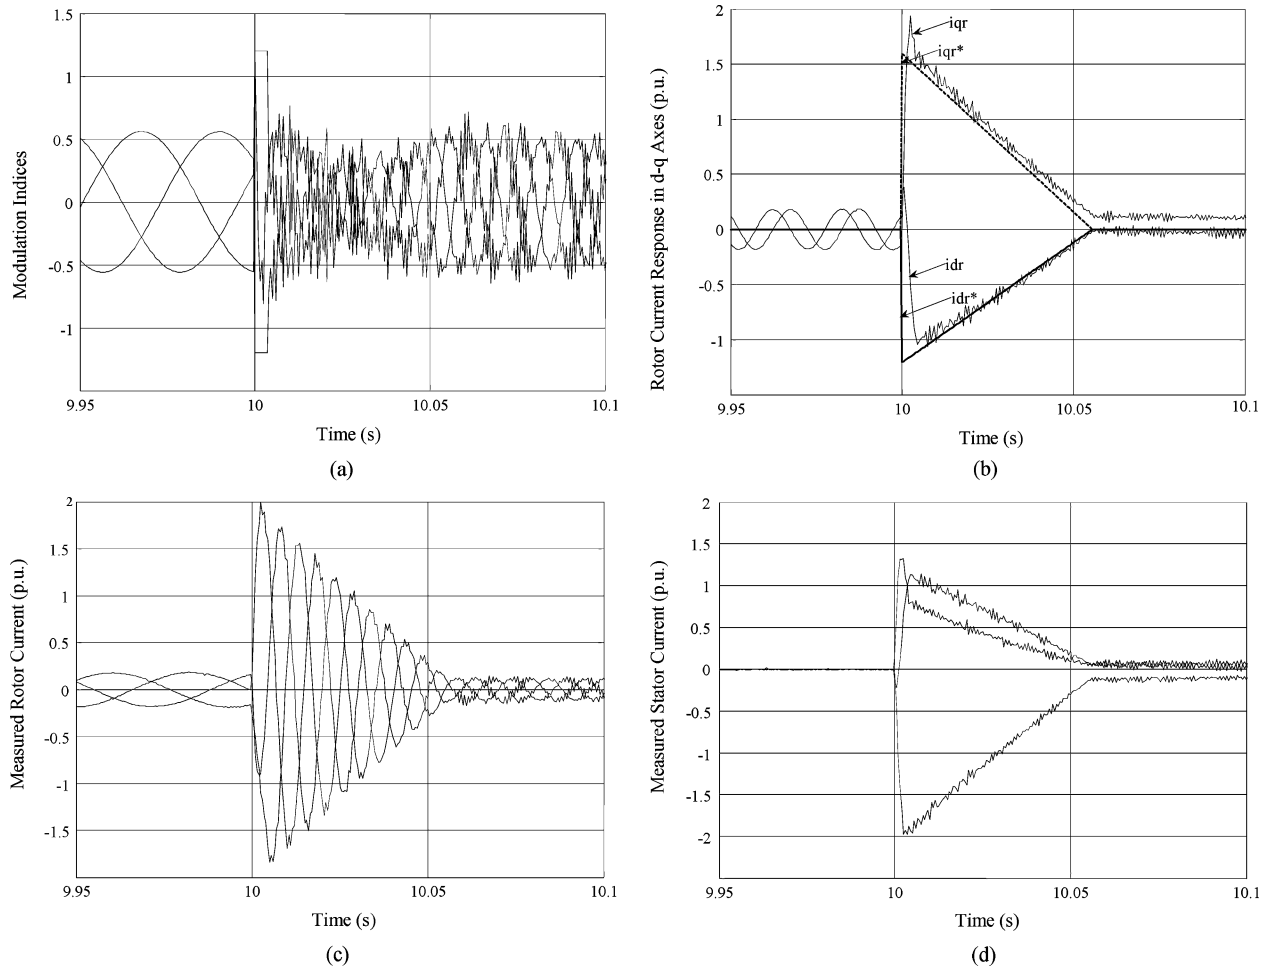 1.5
1
0.5
0
-0.5
-1
Modulation Indices
9.95
10
10.05
10.1
Time (s)
(a)
2
1.5
1
0.5
0
-0.5
-1
Rotor Current Response in d-q Axes (p.u.)
iqr
iqr*
idr
idr*
9.95
10
10.05
10.1
Time (s)
(b)
2
1.5
1
0.5
0
-0.5
-1
-1.5
Measured Rotor Current (p.u.)
9.95
10
10.05
10.1
Time (s)
(c)
2
1.5
1
0.5
0
-0.5
-1
-1.5
-2
Measured Stator Current (p.u.)
9.95
10
10.05
10.1
Time (s)
(d)